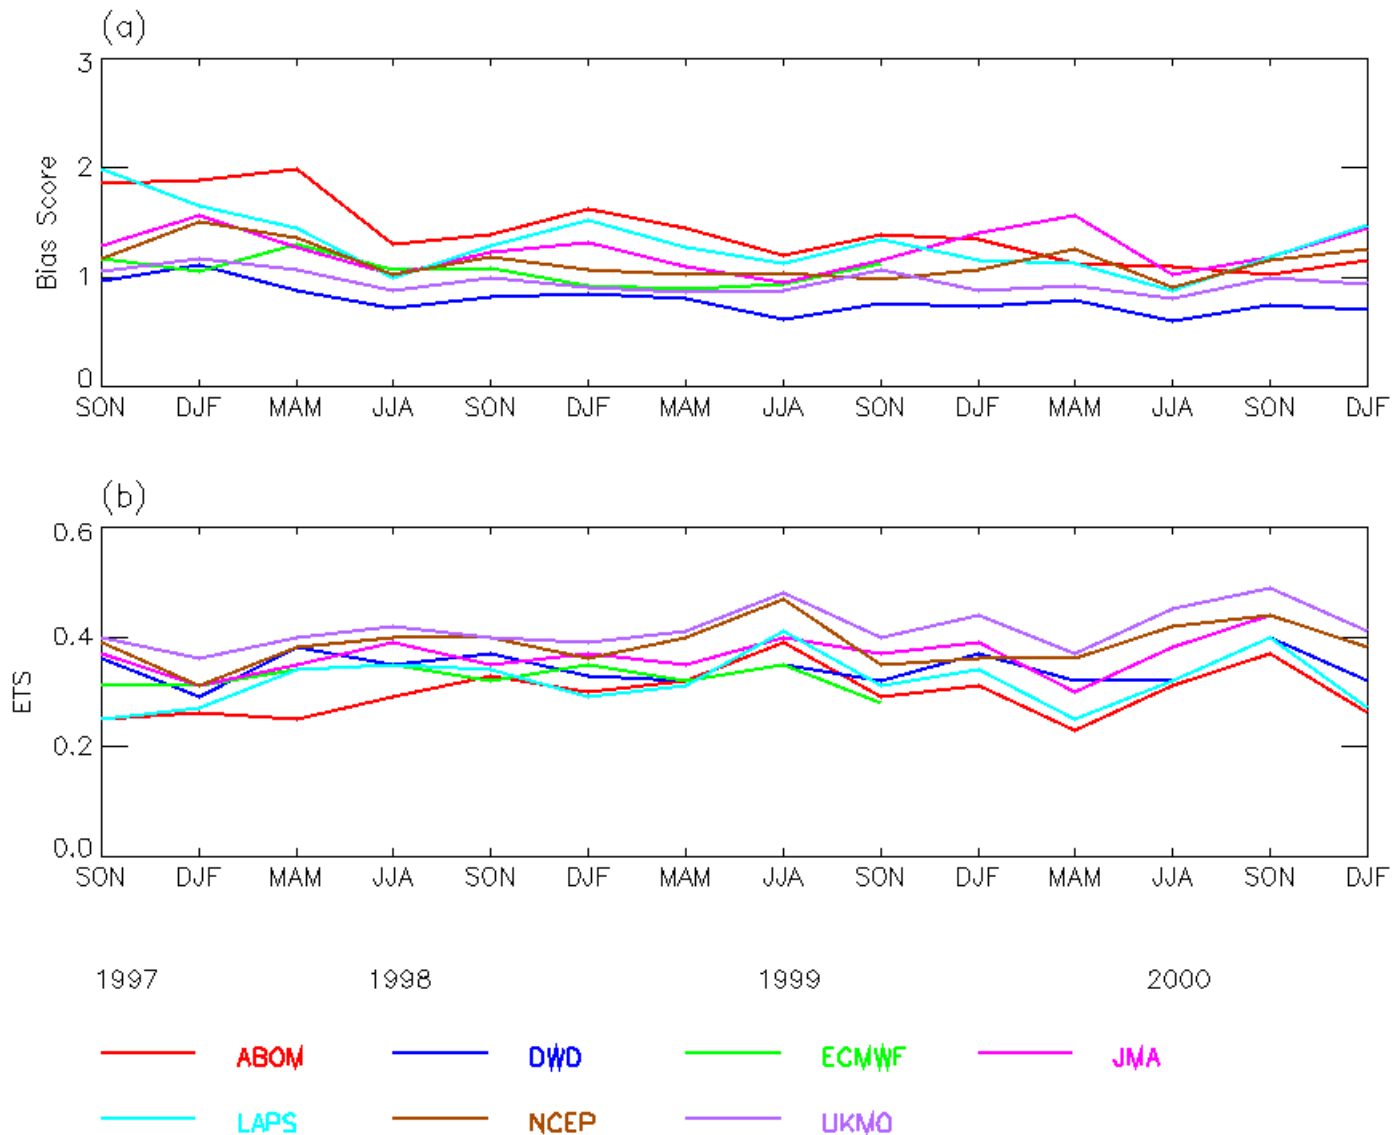 (a)
3
2
1
0
Bias Score
SON DJF MAM JJA SON DJF MAM JJA SON DJF MAM JJA SON DJF
(b)
0.6
0.4
0.2
0.0
ETS
SON DJF MAM JJA SON DJF MAM JJA SON DJF MAM JJA SON DJF
1997 1998 1999 2000
ABOM DWD ECMWF JMA
LAPS NCEP UKMO